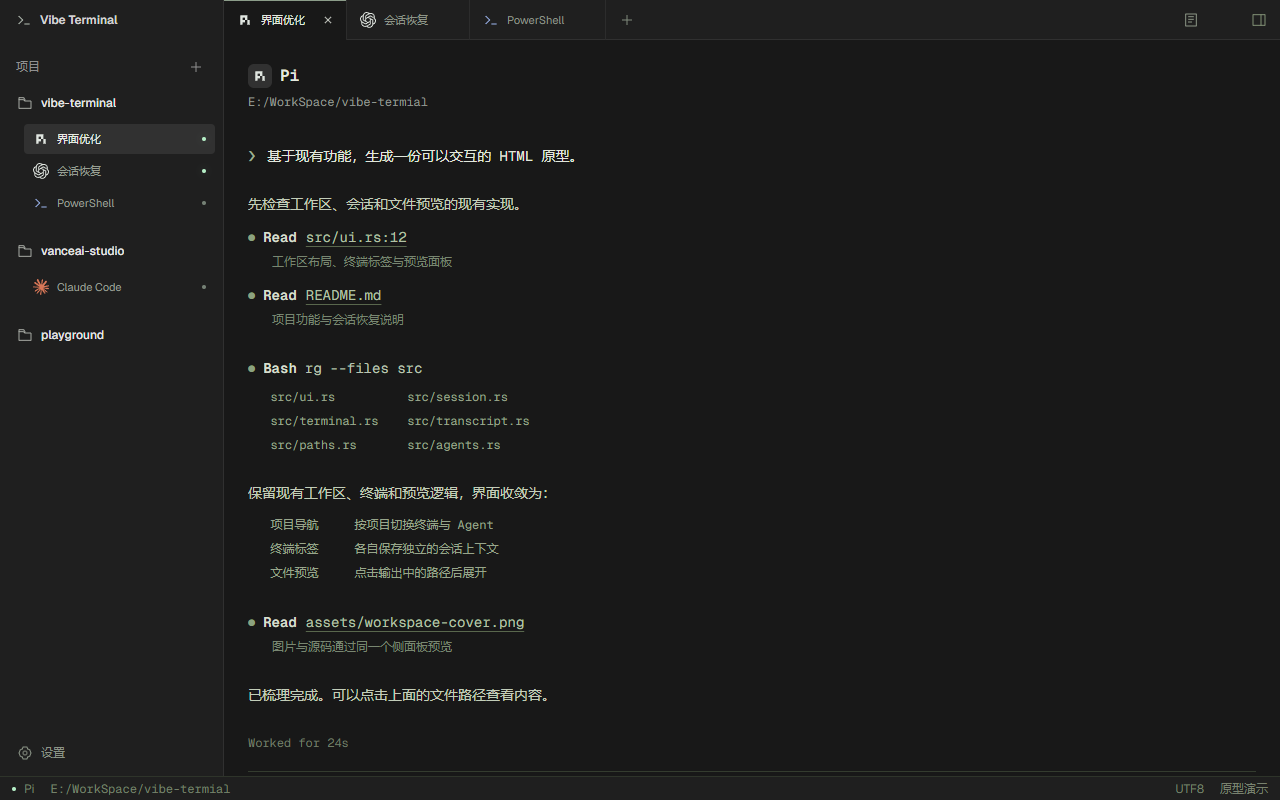 Vibe Terminal
界面优化
会话恢复
PowerShell
项目
vibe-terminal
界面优化
会话恢复
PowerShell
vanceai-studio
Claude Code
playground
设置
Pi
E:/WorkSpace/vibe-termial
❯ 基于现有功能，生成一份可以交互的 HTML 原型。
先检查工作区、会话和文件预览的现有实现。
● Read src/ui.rs:12
工作区布局、终端标签与预览面板
● Read README.md
项目功能与会话恢复说明
● Bash rg --files src
src/ui.rs src/session.rs
src/terminal.rs src/transcript.rs
src/paths.rs src/agents.rs
保留现有工作区、终端和预览逻辑，界面收敛为：
项目导航 按项目切换终端与 Agent
终端标签 各自保存独立的会话上下文
文件预览 点击输出中的路径后展开
● Read assets/workspace-cover.png
图片与源码通过同一个侧面板预览
已梳理完成。可以点击上面的文件路径查看内容。
Worked for 24s
Pi E:/WorkSpace/vibe-termial
UTF8 原型演示